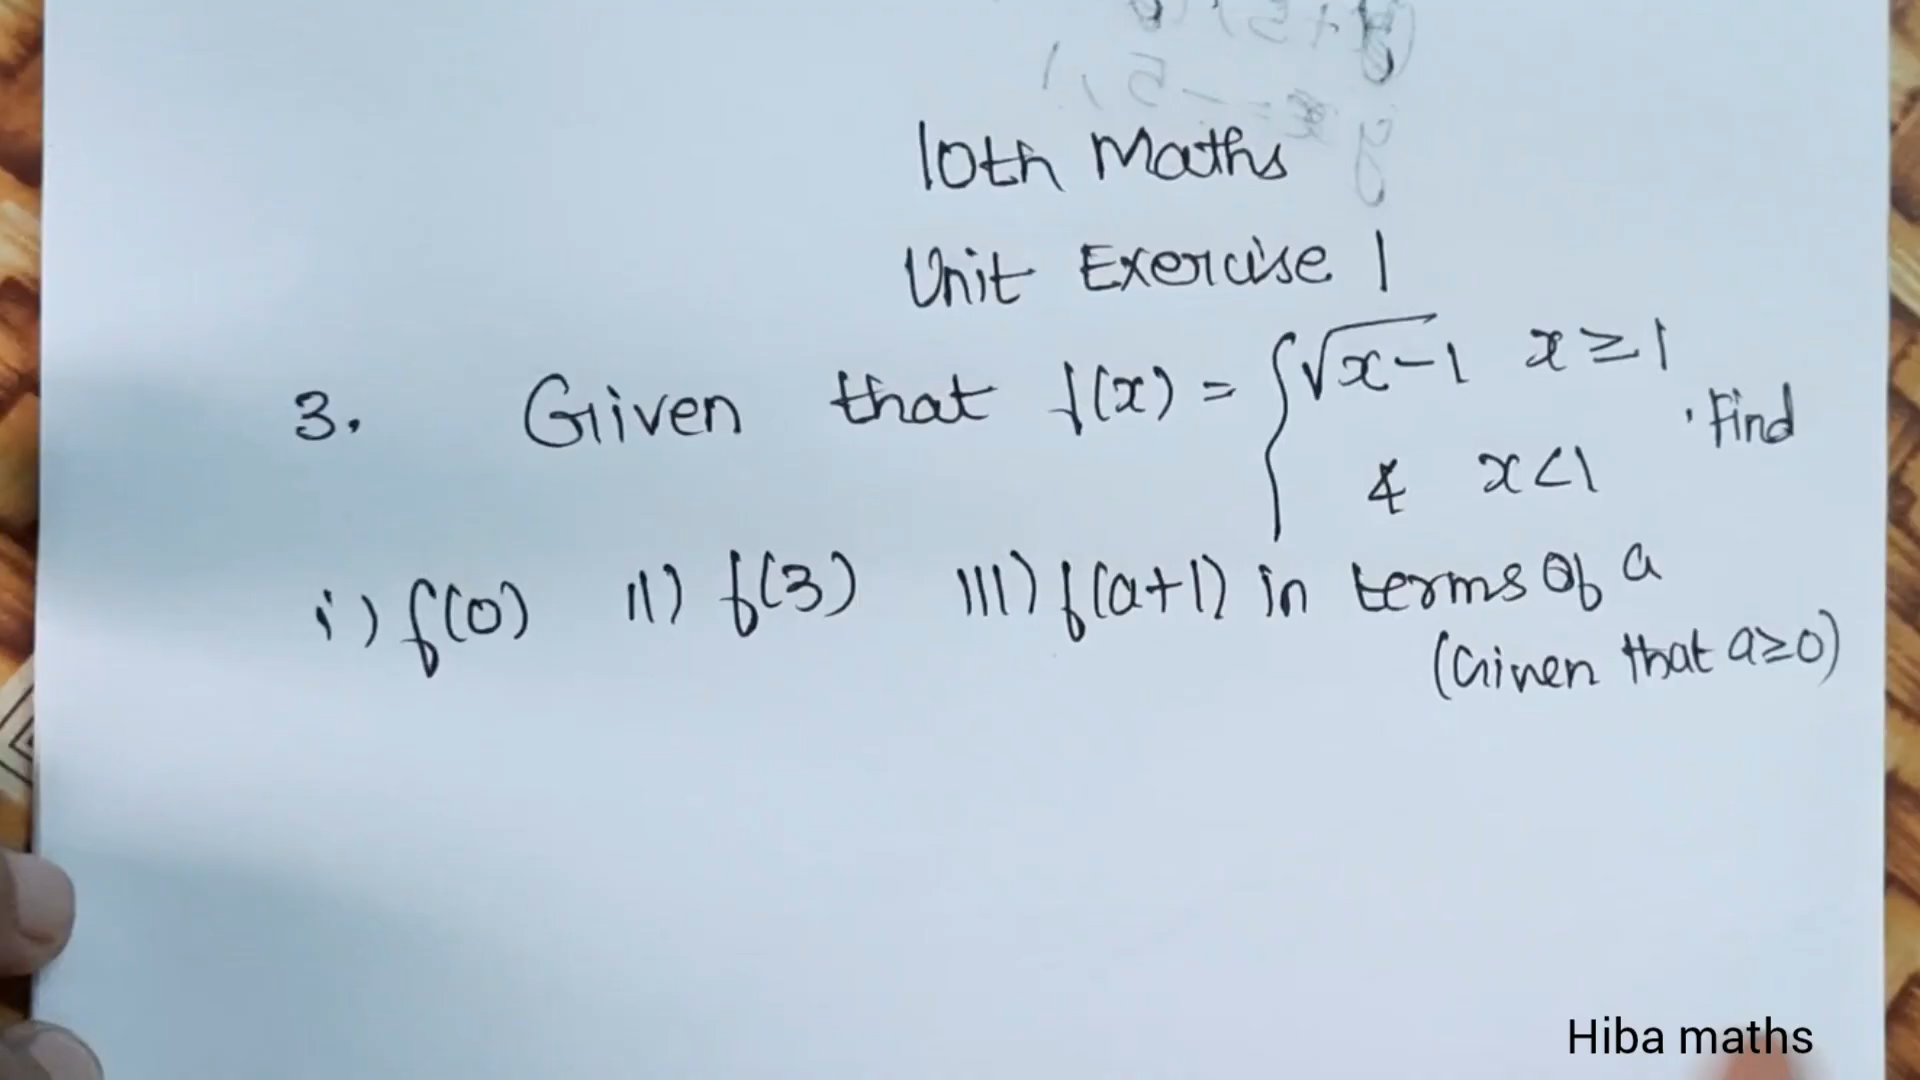 10th Maths
Unit Exercise 1
3. Given that f(x) = { √x-1 x ≥ 1
4 x < 1 . Find
i) f(0) ii) f(3) iii) f(a+1) in terms of a
(Given that a≥0)
Hiba maths